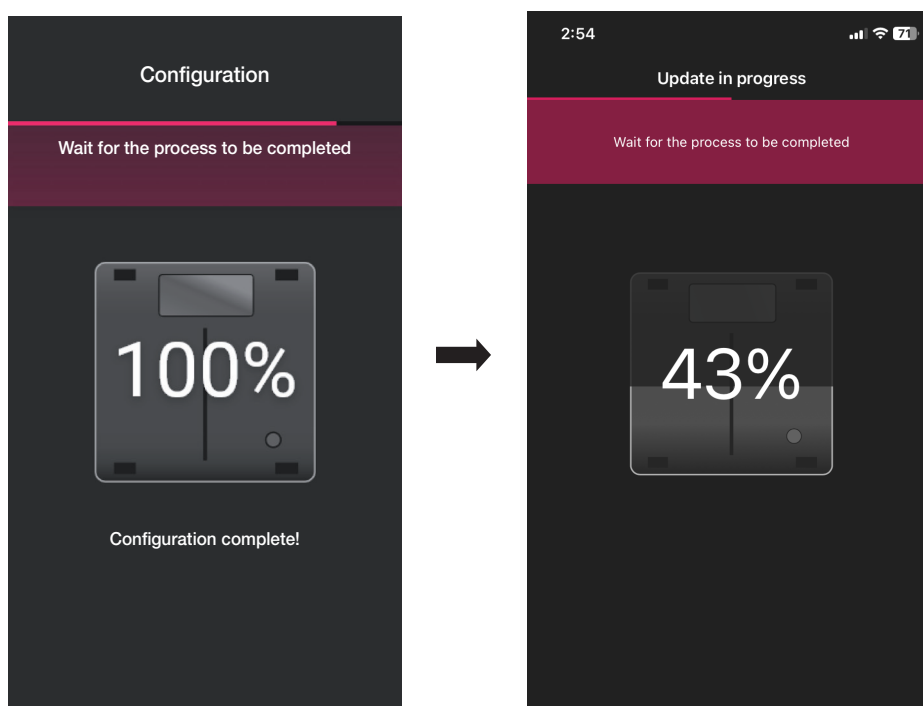 Configuration
Wait for the process to be completed
100%
Configuration complete!
2:54
71
Update in progress
Wait for the process to be completed
43%